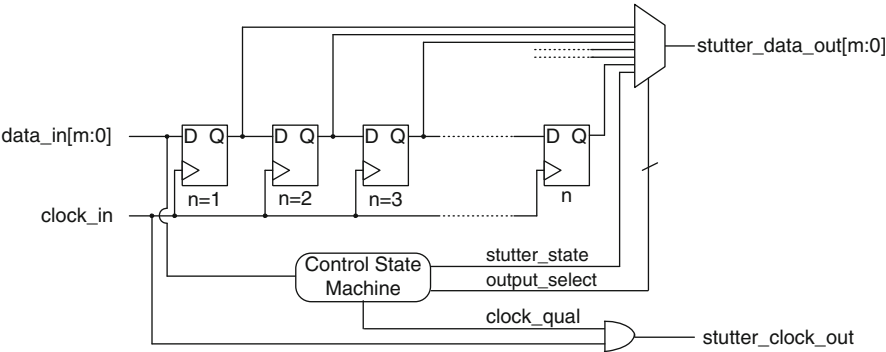 stutter_data_out[m:0]
data_in[m:0]
D Q
D Q
D Q
D Q
n=1
n=2
n=3
n
clock_in
stutter_state
Control State
Machine
output_select
clock_qual
stutter_clock_out